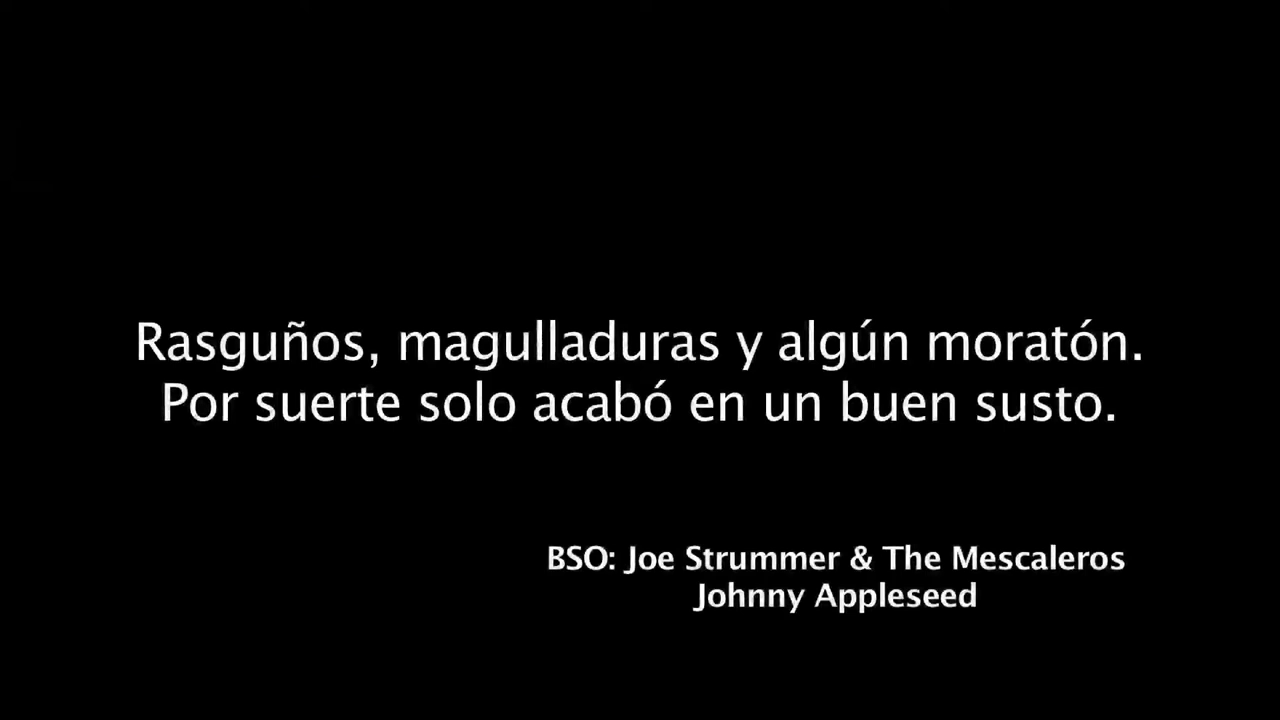 Rasguños, magulladuras y algún moratón.
Por suerte solo acabó en un buen susto.
BSO: Joe Strummer & The Mescaleros
Johnny Appleseed